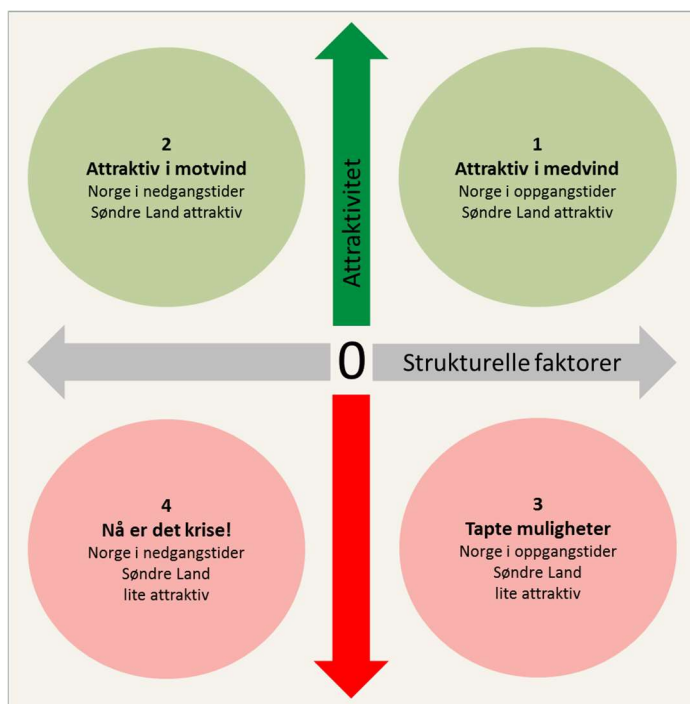 2
Attraktiv i motvind
Norge i nedgangstider
Søndre Land attraktiv
1
Attraktiv i medvind
Norge i oppgangstider
Søndre Land attraktiv
Attraktivitet
0
Strukturelle faktorer
4
Nå er det krise!
Norge i nedgangstider
Søndre Land
lite attraktiv
3
Tapte muligheter
Norge i oppgangstider
Søndre Land
lite attraktiv